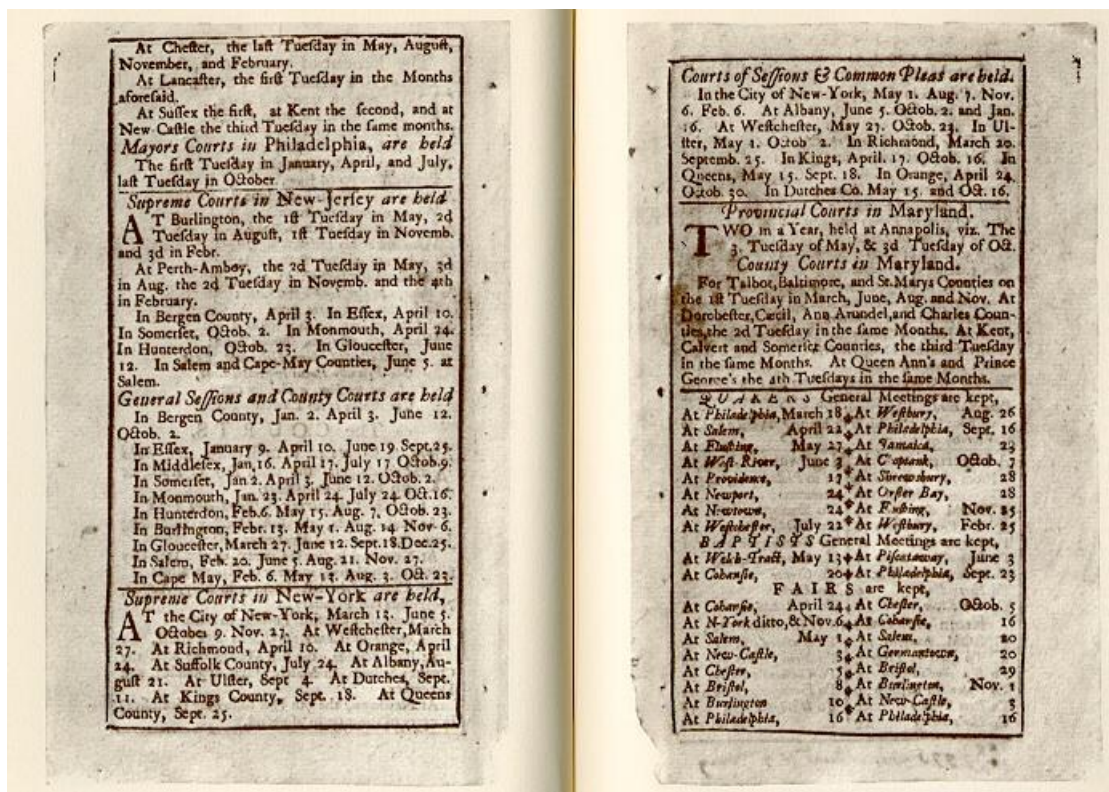 At Cheſter, the laſt Tueſday in May, Auguſt,
November, and February.
At Lancaſter, the firſt Tueſday in the Months
aforeſaid.
At Suſſex the firſt, at Kent the ſecond, and at
New-Caſtle the third Tueſday in the ſame months.
Mayors Courts in Philadelphia, are held
The firſt Tueſday in January, April, and July,
laſt Tueſday in October.
Supreme Courts in New-Jerſey are held
AT Burlington, the 1ſt Tueſday in May, 2d
Tueſday in Auguſt, 1ſt Tueſday in Novemb.
and 3d in Febr.
At Perth-Amboy, the 2d Tueſday in May, 3d
in Aug. the 2d Tueſday in Novemb. and the 4th
in February.
In Bergen County, April 3. In Eſſex, April 10.
In Somerſet, Octob. 2. In Monmouth, April 24.
In Hunterdon, Octob. 23. In Glouceſter, June
12. In Salem and Cape-May Counties, June 5. at
Salem.
General Seſſions and County Courts are held
In Bergen County, Jan. 2. April 3. June 12.
Octob. 2.
In Eſſex, January 9. April 10. June 19 Sept.25.
In Middleſex, Jan.16. April 17. July 17 Octob.9.
In Somerſet, Jan 2. April 3. June 12. Octob. 2.
In Monmouth, Jan. 23. April 24. July 24 Oct.16.
In Hunterdon, Feb.6. May 15. Aug. 7. Octob. 23.
In Burlington, Febr. 13. May 1. Aug. 14. Nov. 6.
In Glouceſter, March 27. June 12. Sept.18.Dec.25.
In Salem, Feb. 20. June 5. Aug. 21. Nov. 27.
In Cape May, Feb. 6. May 13. Aug. 3. Oct. 23.
Supreme Courts in New-York are held,
AT the City of New-York, March 13. June 5.
Octobes 9. Nov. 27. At Weſtcheſter, March
27. At Richmond, April 10. At Orange, April
24. At Suffolk County, July 24. At Albany, Au-
guſt 21. At Ulſter, Sept 4. At Dutches, Sept.
11. At Kings County, Sept. 18. At Queens
County, Sept. 25.
Courts of Seſſions & Common Pleas are held.
In the City of New-York, May 1. Aug. 7. Nov.
6. Feb. 6. At Albany, June 5. Octob. 2. and Jan.
16. At Weſtcheſter, May 27. Octob. 23. In Ul-
ſter, May 1. Octob 2. In Richmond, March 20.
Septemb. 25. In Kings, April. 17. Octob. 16. In
Queens, May 15. Sept. 18. In Orange, April 24.
Octob. 30. In Dutches Co. May 15. and Oct. 16.
Provincial Courts in Maryland.
TWO in a Year, held at Annapolis, viz. The
3. Tueſday of May, & 3d Tueſday of Oct.
County Courts in Maryland.
For Talbot, Baltimore, and St. Marys Counties on
the 1ſt Tueſday in March, June, Aug. and Nov. At
Dorcheſter, Cæcil, Ann Arundel, and Charles Coun-
ties, the 2d Tueſday in the ſame Months. At Kent,
Calvert and Somerſet Counties, the third Tueſday
in the ſame Months. At Queen Ann's and Prince
George's the 4th Tueſdays in the ſame Months.
QUAKERS General Meetings are kept,
At Philadelphia, March 18 At Weſtbury, Aug. 26
At Salem, April 22 At Philadelphia, Sept. 16
At Fluſhing, May 27 At Jamaica, 23
At Weſt-River, June 3 At Coptank, Octob. 7
At Providence, 17 At Shrewsbury, 28
At Newport, 24 At Oyſter Bay, 28
At Newtown, 24 At Fluſhing, Nov. 25
At Weſtcheſter, July 22 At Weſtbury, Febr. 25
BAPTISTS General Meetings are kept,
At Welch-Tract, May 13 At Piſcataway, June 3
At Cohanſie, 20 At Philadelphia, Sept. 23
FAIRS are kept,
At Cohanſie, April 24 At Cheſter, Octob. 5
At N-York ditto, & Nov. 6 At Cohanſie, 16
At Salem, May 1 At Salem, 20
At New-Caſtle, 3 At Germantown, 20
At Cheſter, 5 At Briſtol, 29
At Briſtol, 8 At Burlington, Nov. 1
At Burlington 10 At New-Caſtle, 3
At Philadelphia, 16 At Philadelphia, 16